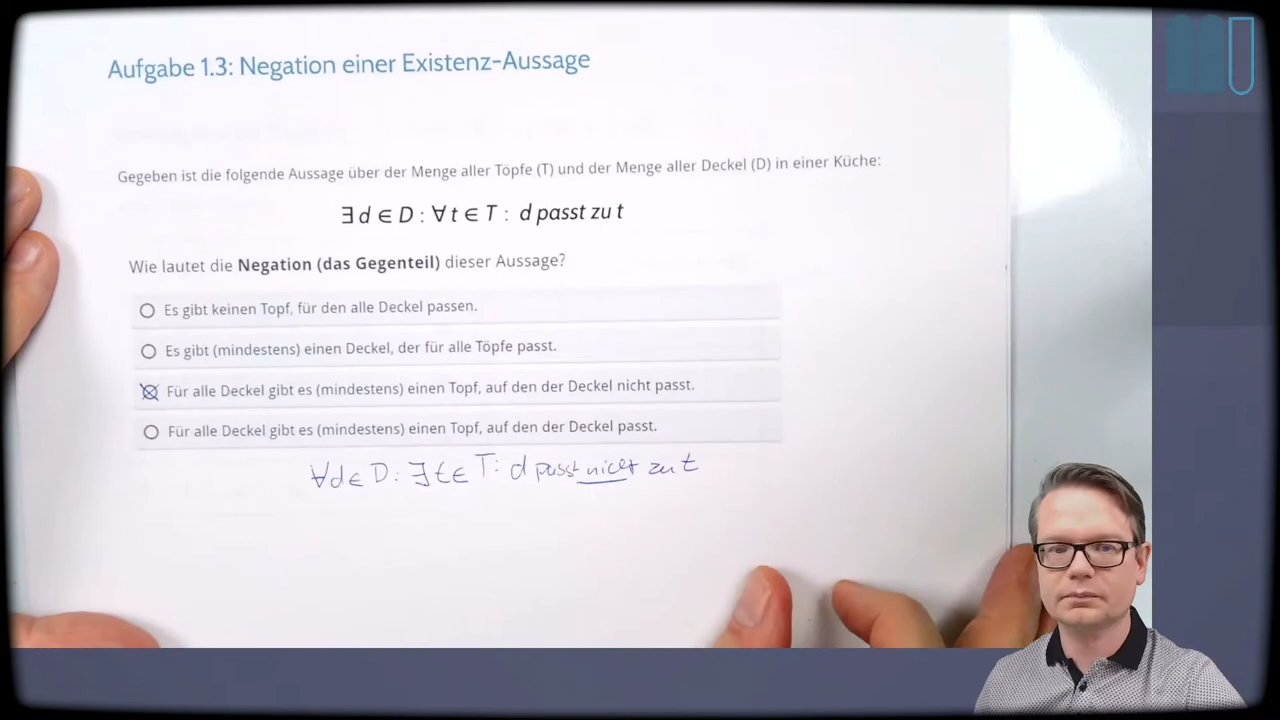 Aufgabe 1.3: Negation einer Existenz-Aussage
Gegeben ist die folgende Aussage über der Menge aller Töpfe (T) und der Menge aller Deckel (D) in einer Küche:
∃ d ∈ D : ∀ t ∈ T : d passt zu t
Wie lautet die Negation (das Gegenteil) dieser Aussage?
Es gibt keinen Topf, für den alle Deckel passen.
Es gibt (mindestens) einen Deckel, der für alle Töpfe passt.
Für alle Deckel gibt es (mindestens) einen Topf, auf den der Deckel nicht passt.
Für alle Deckel gibt es (mindestens) einen Topf, auf den der Deckel passt.
∀d∈ D: ∃ t∈ T: d passt nicht zu t